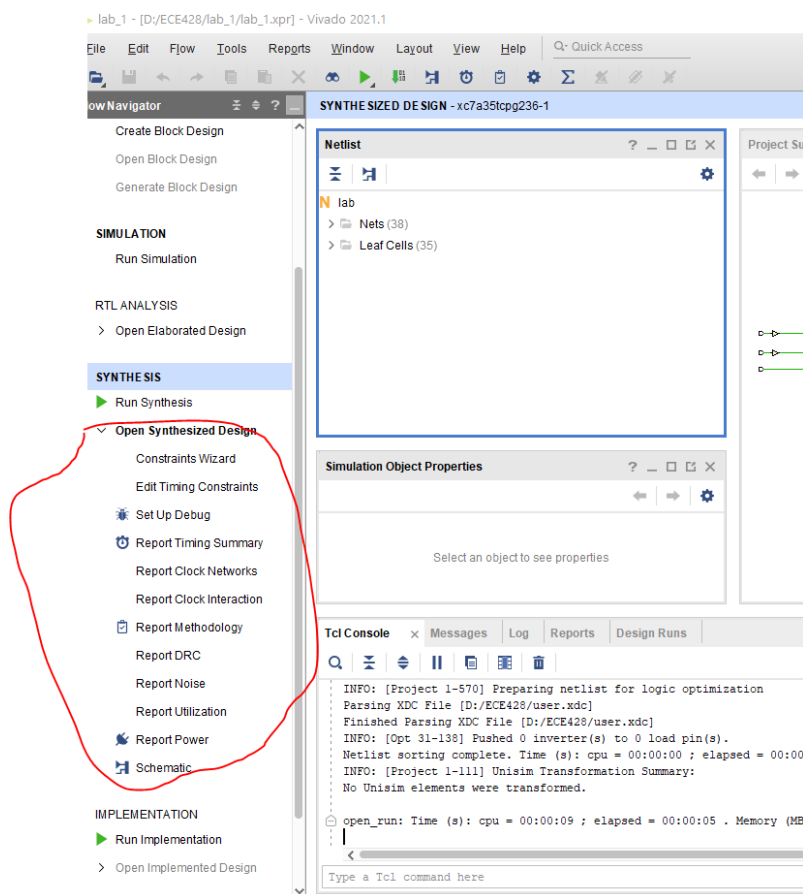 lab_1 - [D:/ECE428/lab_1/lab_1.xpr] - Vivado 2021.1
File Edit Flow Tools Reports Window Layout View Help Q- Quick Access
ow Navigator ? _
SYNTHESIZED DESIGN - xc7a35tcpg236-1
Create Block Design
Open Block Design
Generate Block Design
SIMULATION
Run Simulation
RTL ANALYSIS
Open Elaborated Design
SYNTHESIS
Run Synthesis
Open Synthesized Design
Constraints Wizard
Edit Timing Constraints
Set Up Debug
Report Timing Summary
Report Clock Networks
Report Clock Interaction
Report Methodology
Report DRC
Report Noise
Report Utilization
Report Power
Schematic
IMPLEMENTATION
Run Implementation
Open Implemented Design
Netlist
N lab
Nets (38)
Leaf Cells (35)
Project Su
Simulation Object Properties
Select an object to see properties
Tcl Console Messages Log Reports Design Runs
INFO: [Project 1-570] Preparing netlist for logic optimization
Parsing XDC File [D:/ECE428/user.xdc]
Finished Parsing XDC File [D:/ECE428/user.xdc]
INFO: [Opt 31-138] Pushed 0 inverter(s) to 0 load pin(s).
Netlist sorting complete. Time (s): cpu = 00:00:00 ; elapsed = 00:00
INFO: [Project 1-111] Unisim Transformation Summary:
No Unisim elements were transformed.
open_run: Time (s): cpu = 00:00:09 ; elapsed = 00:00:05 . Memory (MB
Type a Tcl command here